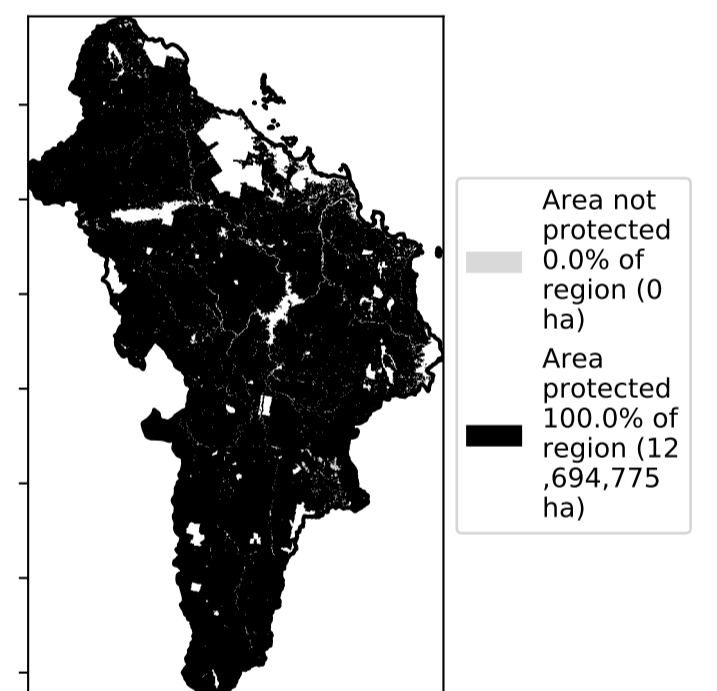 Area not
protected
0.0% of
region (0
ha)
Area
protected
100.0% of
region (12
,694,775
ha)